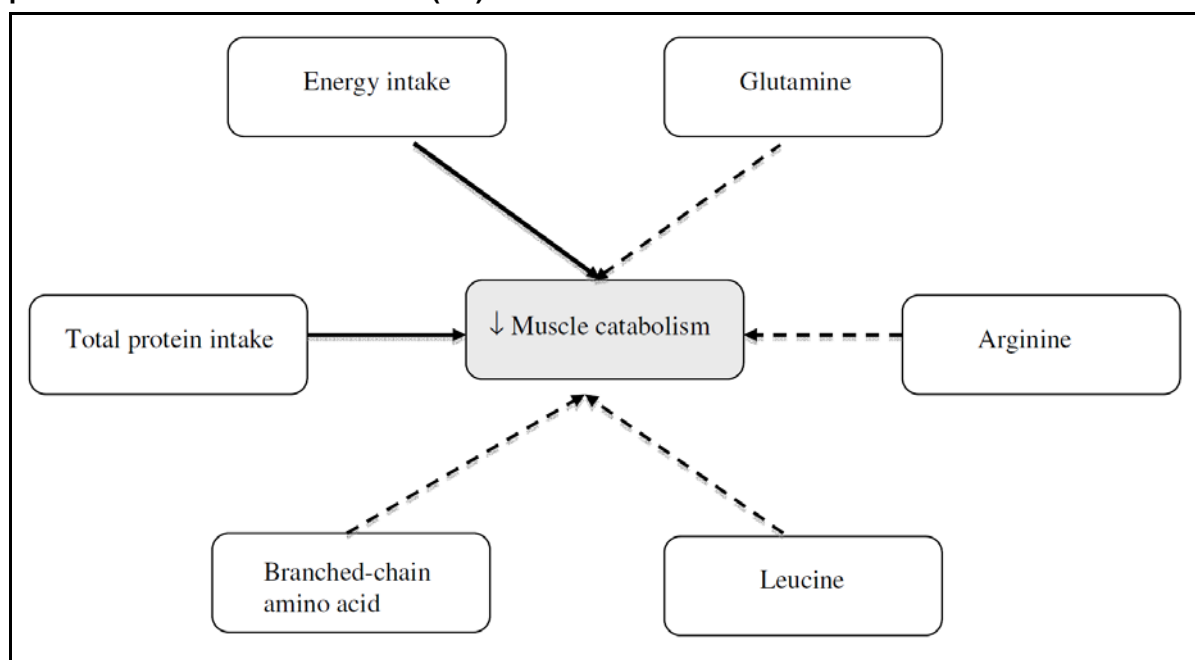 Energy intake
Glutamine
↓ Muscle catabolism
Total protein intake
Arginine
Branched-chain
amino acid
Leucine